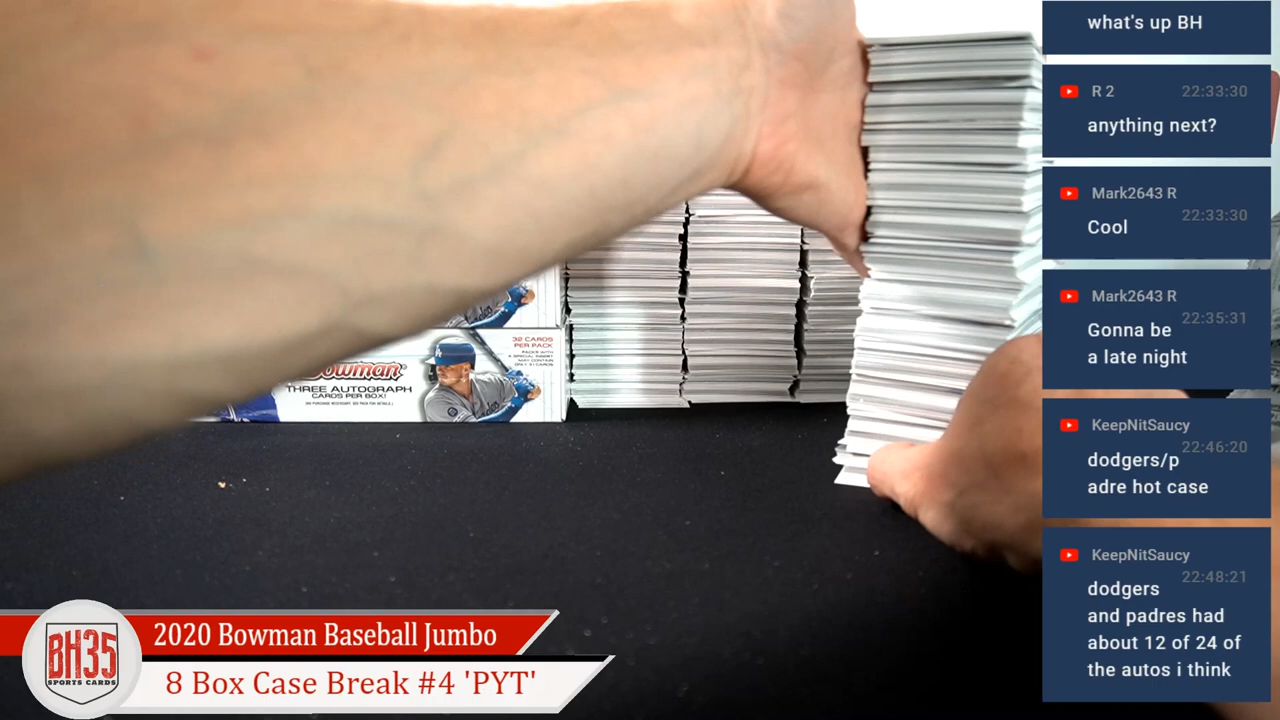 what's up BH
R 2
22:33:30
anything next?
Mark2643 R
22:33:30
Cool
Mark2643 R
22:35:31
Gonna be
a late night
KeepNitSaucy
22:46:20
dodgers/p
adre hot case
KeepNitSaucy
22:48:21
dodgers
and padres had
about 12 of 24 of
the autos i think
32 CARDS
PER PACK
Bowman
THREE AUTOGRAPH
CARDS PER BOX!
BH35
SPORTS CARDS
2020 Bowman Baseball Jumbo
8 Box Case Break #4 'PYT'